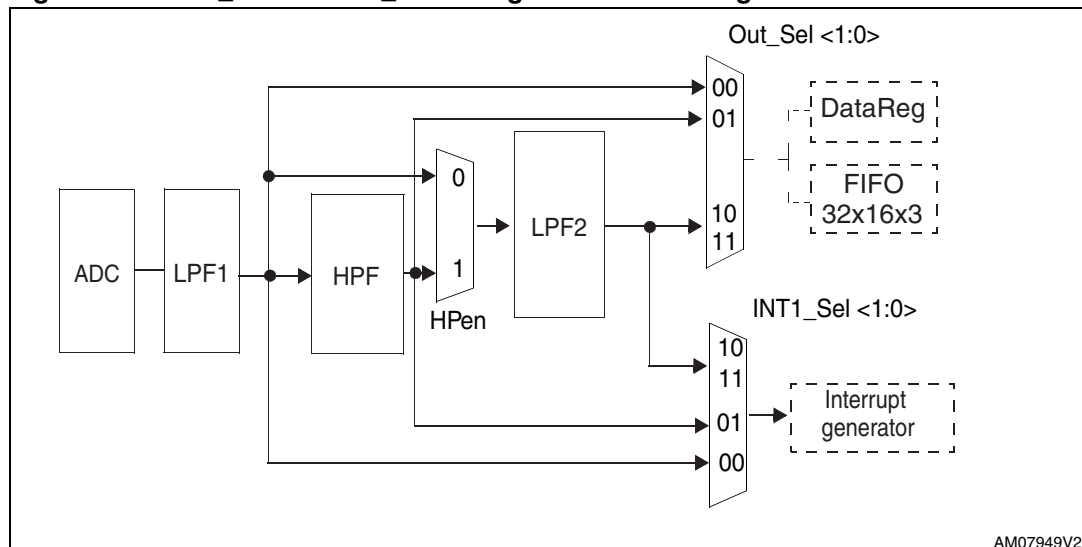 Out_Sel <1:0>
00
01
10
11
DataReg
FIFO
32x16x3
ADC
LPF1
HPF
0
1
HPen
LPF2
INT1_Sel <1:0>
10
11
01
00
Interrupt
generator
AM07949V2